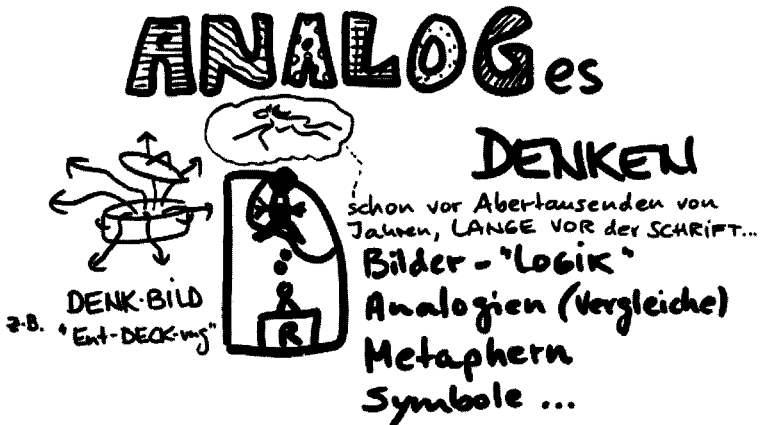 ANALOGes
DENKEN
schon vor Abertausenden von
Jahren, LANGE VOR der SCHRiFT...
Bilder-"LOGIK"
Analogien (Vergleiche)
Metaphern
Symbole ...
DENK·BILD
z.B. "Ent-DECK-ung"
R